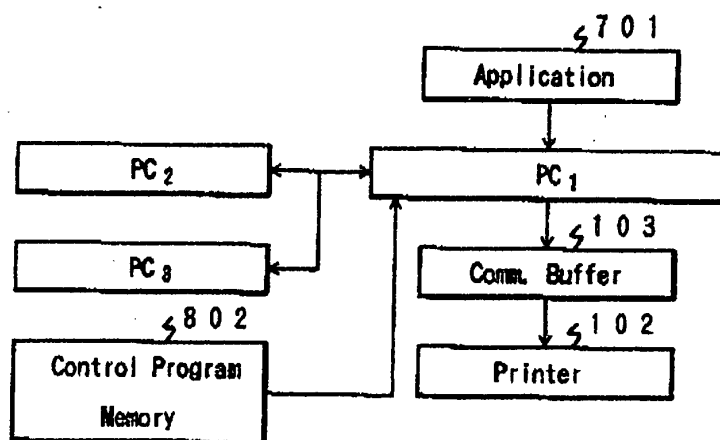 701
Application
PC2
PC1
PC3
103
Comm. Buffer
802
102
Control Program
Memory
Printer